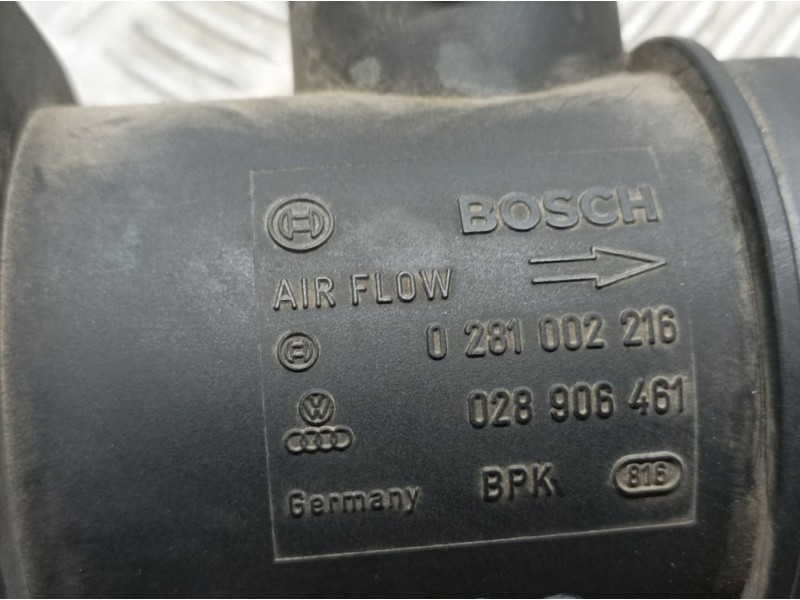 BOSCH
AIR FLOW
0 281 002 216
028 906 461
Germany BPK 816